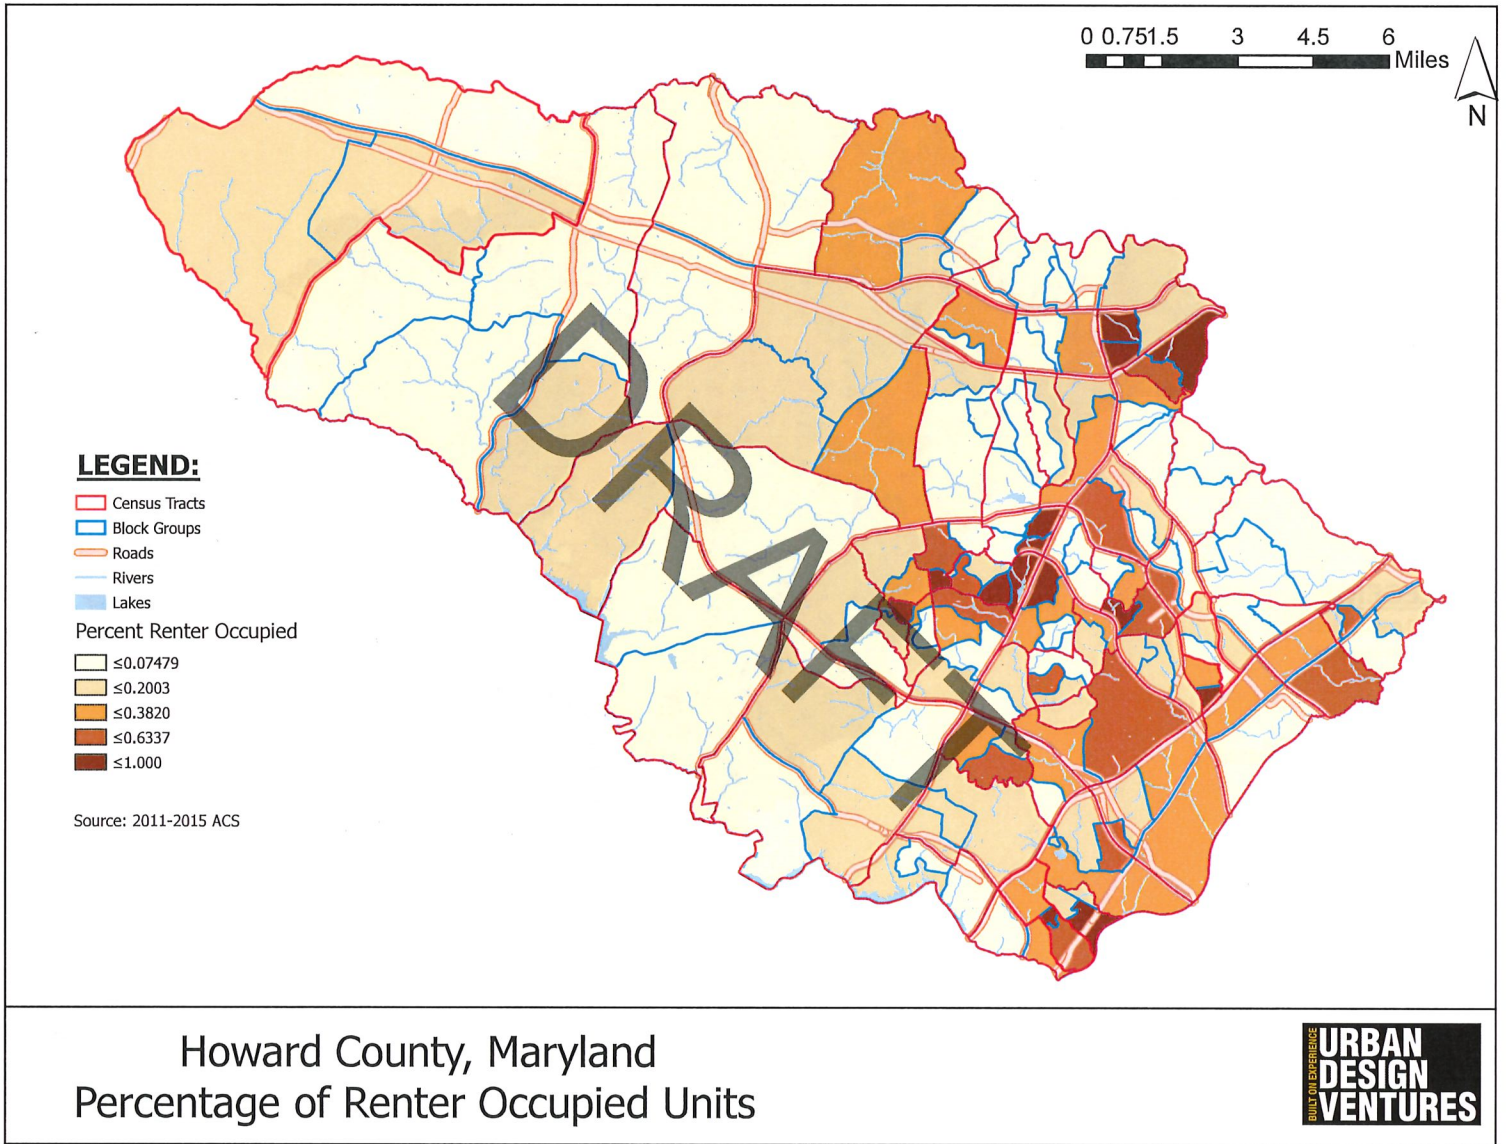 0 0.751.5 3 4.5 6
Miles
N
DRAFT
LEGEND:
Census Tracts
Block Groups
Roads
Rivers
Lakes
Percent Renter Occupied
≤0.07479
≤0.2003
≤0.3820
≤0.6337
≤1.000
Source: 2011-2015 ACS
Howard County, Maryland
Percentage of Renter Occupied Units
BUILT ON EXPERIENCE
URBAN
DESIGN
VENTURES